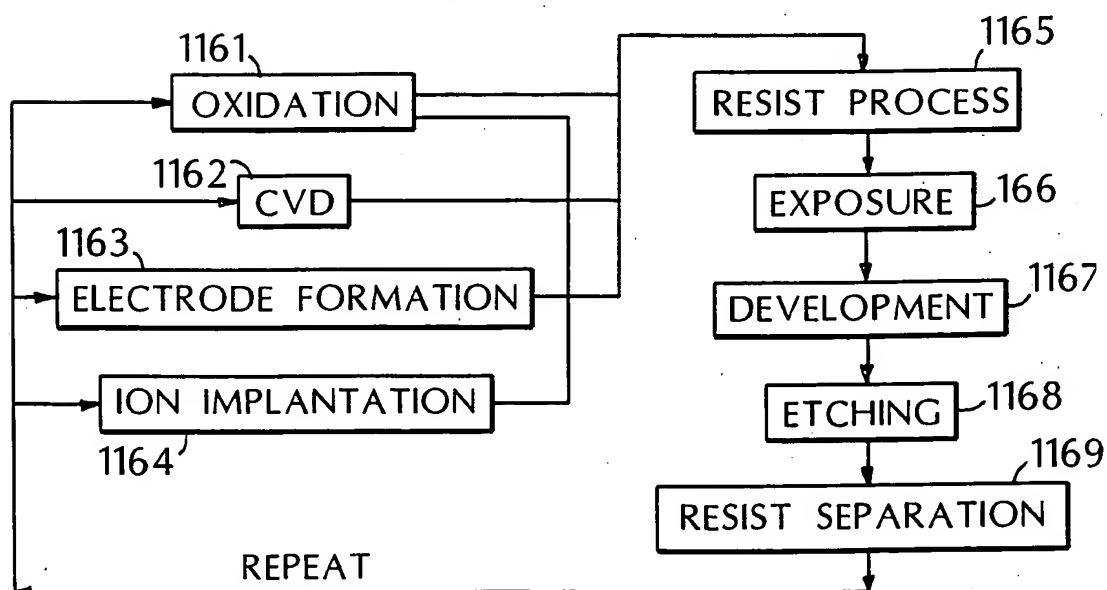 1161
OXIDATION
1162
CVD
1163
ELECTRODE FORMATION
ION IMPLANTATION
1164
REPEAT
1165
RESIST PROCESS
EXPOSURE
166
DEVELOPMENT
1167
ETCHING
1168
1169
RESIST SEPARATION